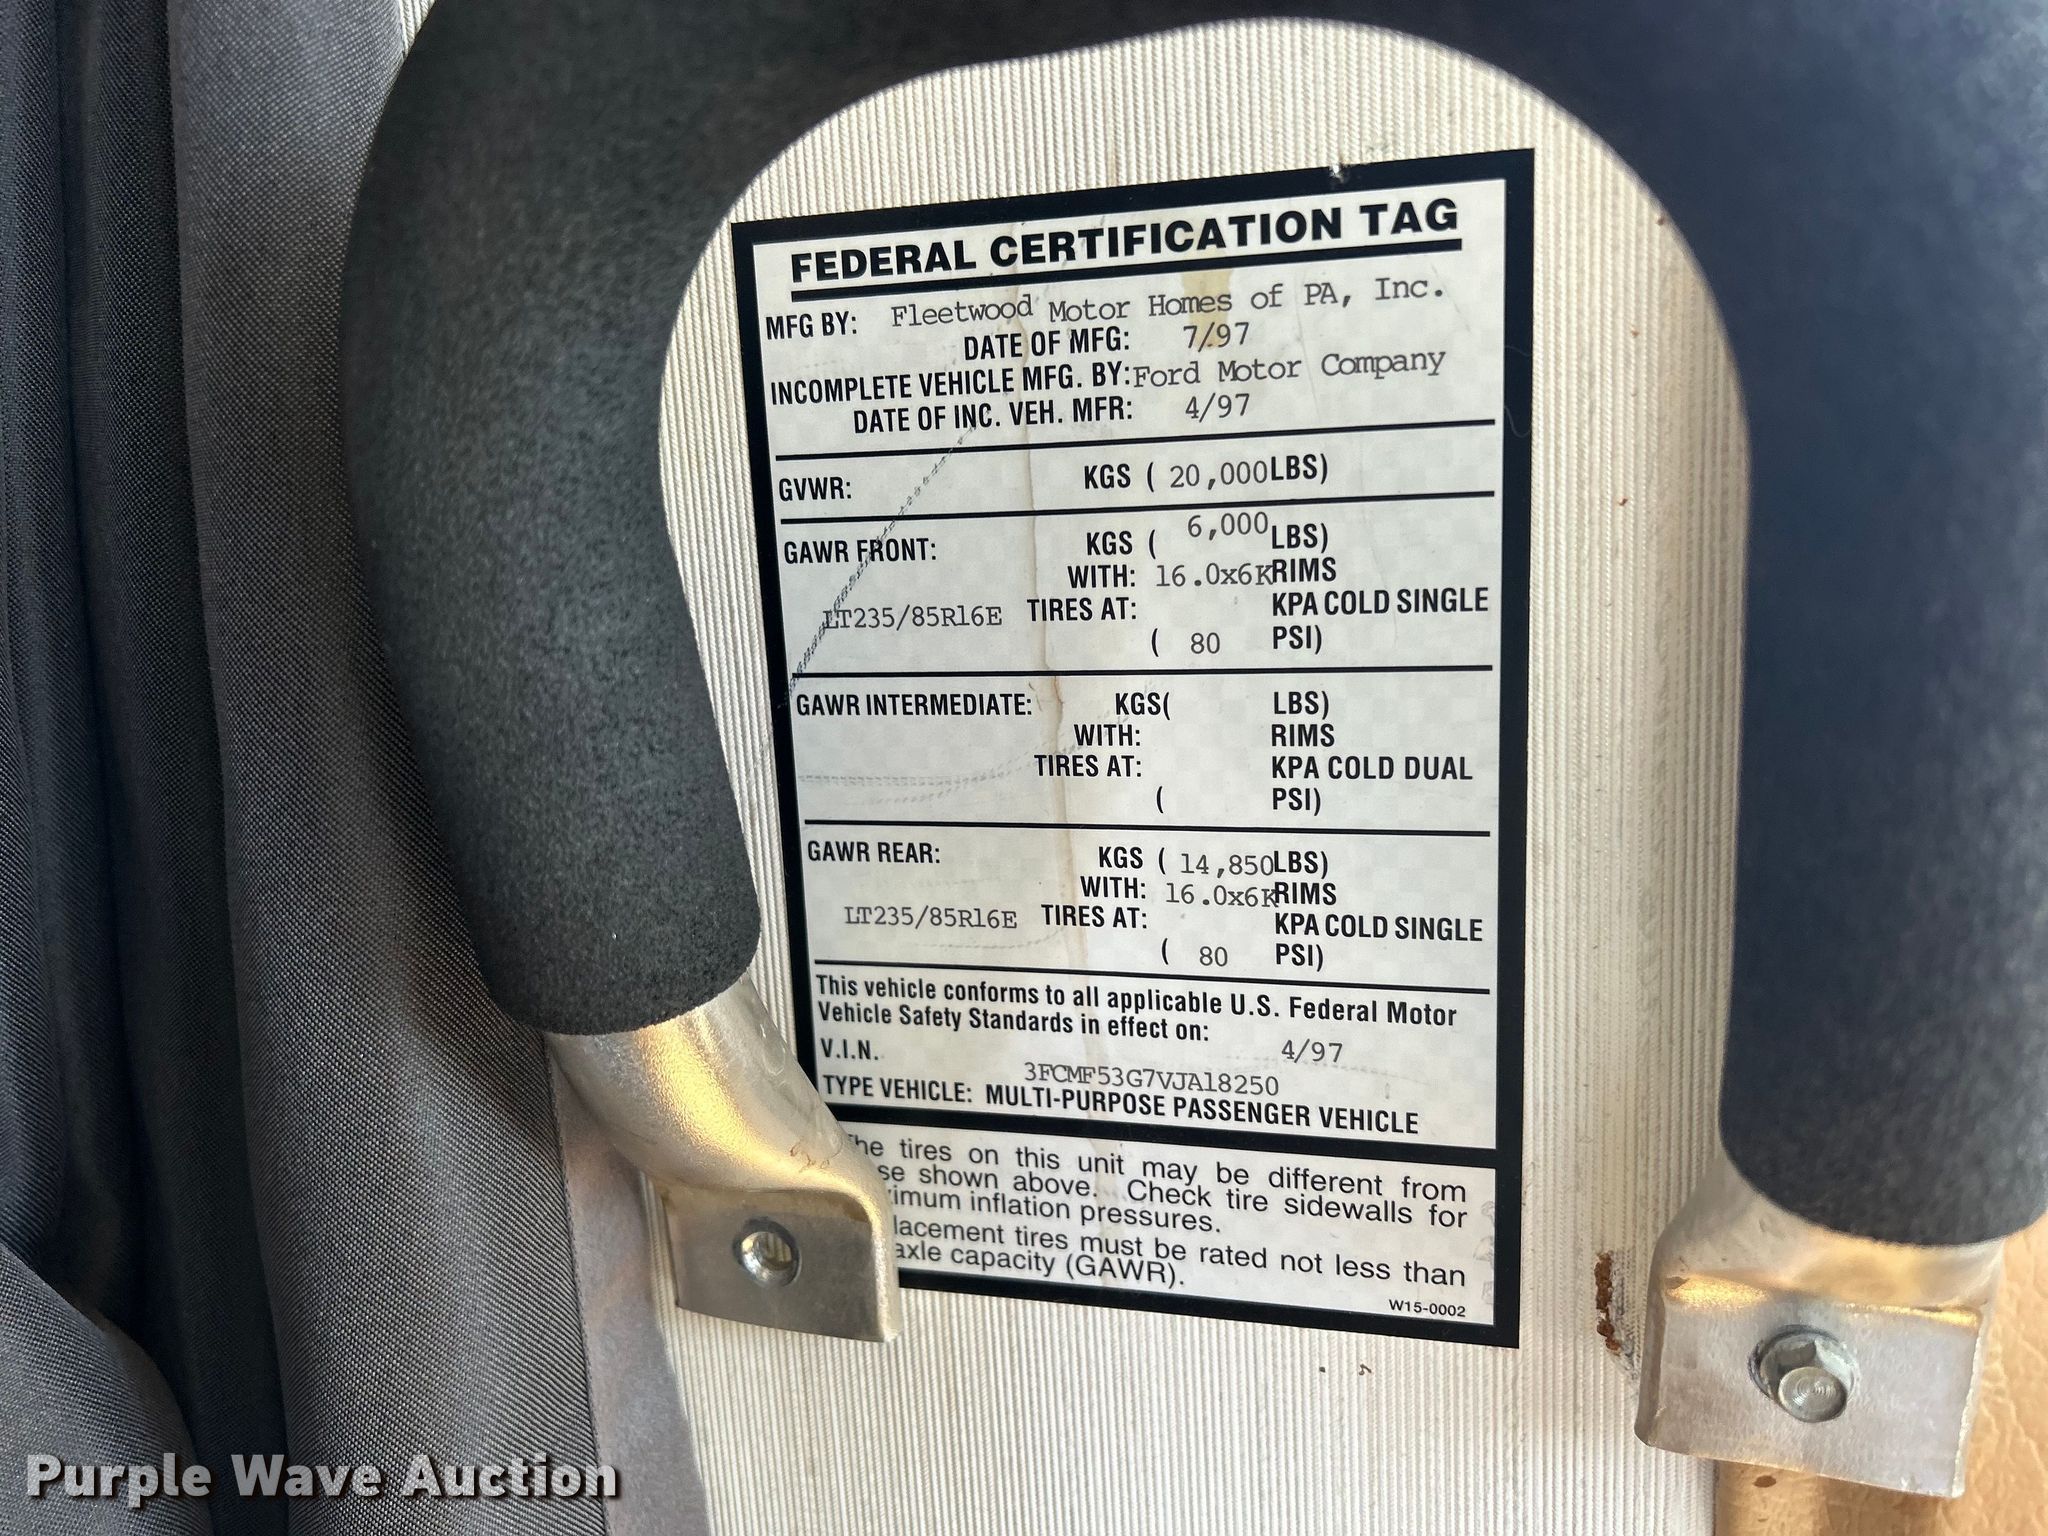 FEDERAL CERTIFICATION TAG
MFG BY: Fleetwood Motor Homes of PA, Inc.
DATE OF MFG: 7/97
INCOMPLETE VEHICLE MFG. BY: Ford Motor Company
DATE OF INC. VEH. MFR: 4/97
GVWR: KGS ( 20,000 LBS)
GAWR FRONT: KGS ( 6,000 LBS)
WITH: 16.0x6K RIMS
LT235/85R16E TIRES AT: KPA COLD SINGLE
( 80 PSI)
GAWR INTERMEDIATE: KGS( LBS)
WITH: RIMS
TIRES AT: KPA COLD DUAL
( PSI)
GAWR REAR: KGS ( 14,850 LBS)
WITH: 16.0x6K RIMS
LT235/85R16E TIRES AT: KPA COLD SINGLE
( 80 PSI)
This vehicle conforms to all applicable U.S. Federal Motor
Vehicle Safety Standards in effect on: 4/97
V.I.N. 3FCMF53G7VJA18250
TYPE VEHICLE: MULTI-PURPOSE PASSENGER VEHICLE
he tires on this unit may be different from
se shown above. Check tire sidewalls for
imum inflation pressures.
lacement tires must be rated not less than
axle capacity (GAWR).
W15-0002
Purple Wave Auction